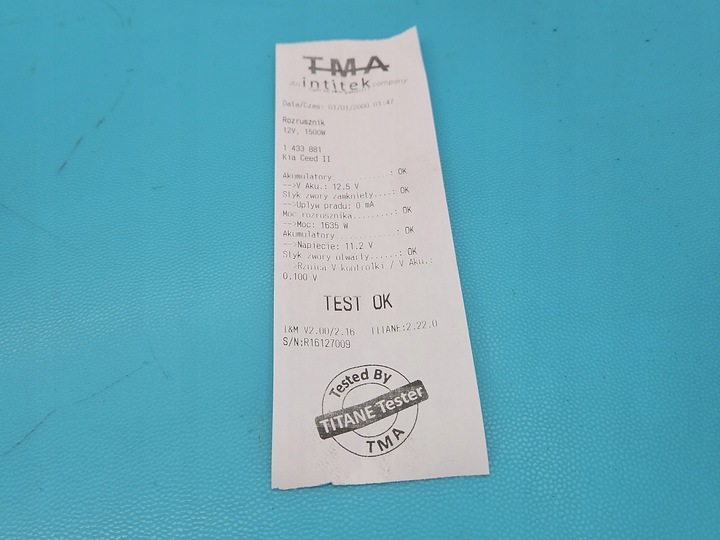 TMA
An intitek company
Data/Czas: 01/01/2000 01:47
Rozrusznik
12V, 1500W
1 433 881
Kia Ceed II
Akumulatory..............: OK
-->V Aku.: 12.5 V
Styk zwory zamknięty....: OK
-->Upływ prądu: 0 mA
Moc rozrusznika.........: OK
-->Moc: 1635 W
Akumulatory..............: OK
-->Napięcie: 11.2 V
Styk zwory otwarty......: OK
-->Rznica V kontrolki / V Aku.:
0.100 V
TEST OK
I&M V2.00/2.16 TITANE:2.22.0
S/N:R16127009
Tested By
TITANE Tester
TMA